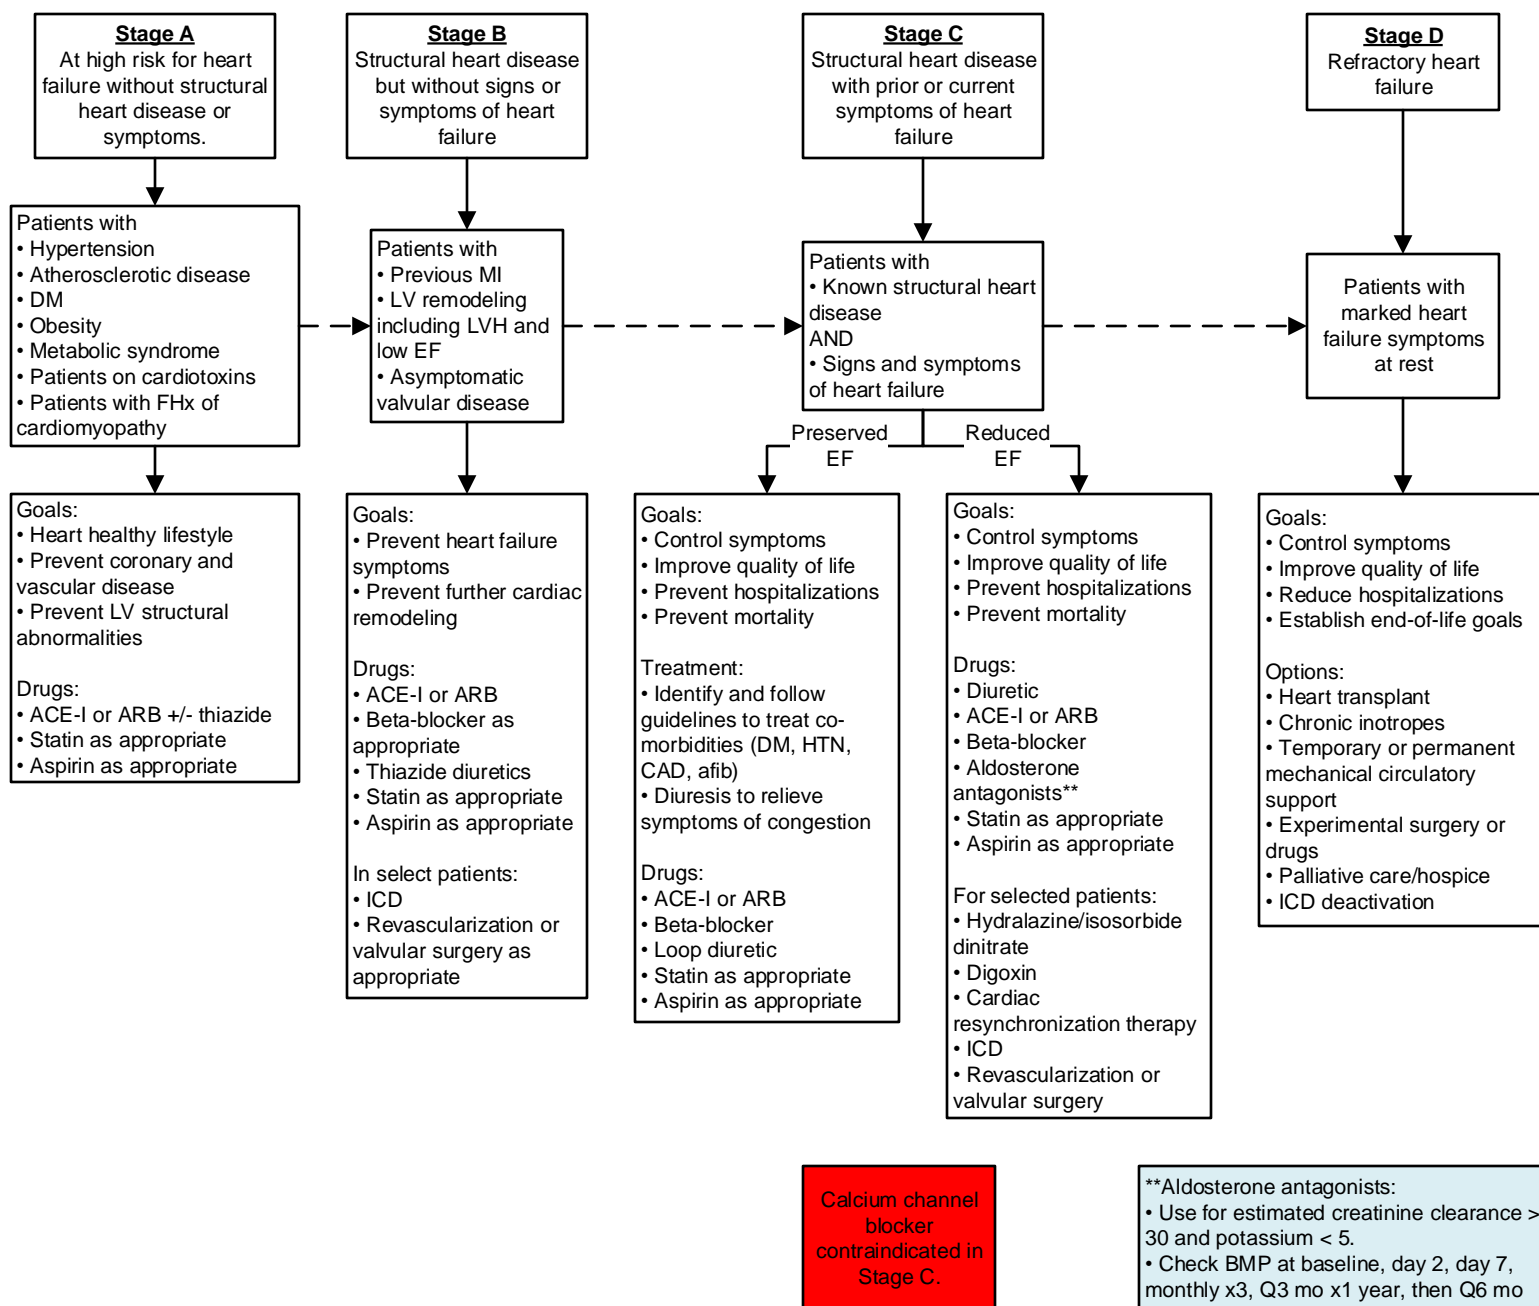 Stage A
At high risk for heart
failure without structural
heart disease or
symptoms.
Stage B
Structural heart disease
but without signs or
symptoms of heart
failure
Stage C
Structural heart disease
with prior or current
symptoms of heart
failure
Stage D
Refractory heart
failure
Patients with
• Hypertension
• Atherosclerotic disease
• DM
• Obesity
• Metabolic syndrome
• Patients on cardiotoxins
• Patients with FHx of
cardiomyopathy
Patients with
• Previous MI
• LV remodeling
including LVH and
low EF
• Asymptomatic
valvular disease
Patients with
• Known structural heart
disease
AND
• Signs and symptoms
of heart failure
Patients with
marked heart
failure symptoms
at rest
Preserved
EF
Reduced
EF
Goals:
• Heart healthy lifestyle
• Prevent coronary and
vascular disease
• Prevent LV structural
abnormalities
Drugs:
• ACE-I or ARB +/- thiazide
• Statin as appropriate
• Aspirin as appropriate
Goals:
• Prevent heart failure
symptoms
• Prevent further cardiac
remodeling
Drugs:
• ACE-I or ARB
• Beta-blocker as
appropriate
• Thiazide diuretics
• Statin as appropriate
• Aspirin as appropriate
In select patients:
• ICD
• Revascularization or
valvular surgery as
appropriate
Goals:
• Control symptoms
• Improve quality of life
• Prevent hospitalizations
• Prevent mortality
Treatment:
• Identify and follow
guidelines to treat co-
morbidities (DM, HTN,
CAD, afib)
• Diuresis to relieve
symptoms of congestion
Drugs:
• ACE-I or ARB
• Beta-blocker
• Loop diuretic
• Statin as appropriate
• Aspirin as appropriate
Goals:
• Control symptoms
• Improve quality of life
• Prevent hospitalizations
• Prevent mortality
Drugs:
• Diuretic
• ACE-I or ARB
• Beta-blocker
• Aldosterone
antagonists**
• Statin as appropriate
• Aspirin as appropriate
For selected patients:
• Hydralazine/isosorbide
dinitrate
• Digoxin
• Cardiac
resynchronization therapy
• ICD
• Revascularization or
valvular surgery
Goals:
• Control symptoms
• Improve quality of life
• Reduce hospitalizations
• Establish end-of-life goals
Options:
• Heart transplant
• Chronic inotropes
• Temporary or permanent
mechanical circulatory
support
• Experimental surgery or
drugs
• Palliative care/hospice
• ICD deactivation
Calcium channel
blocker
contraindicated in
Stage C.
**Aldosterone antagonists:
• Use for estimated creatinine clearance >
30 and potassium < 5.
• Check BMP at baseline, day 2, day 7,
monthly x3, Q3 mo x1 year, then Q6 mo